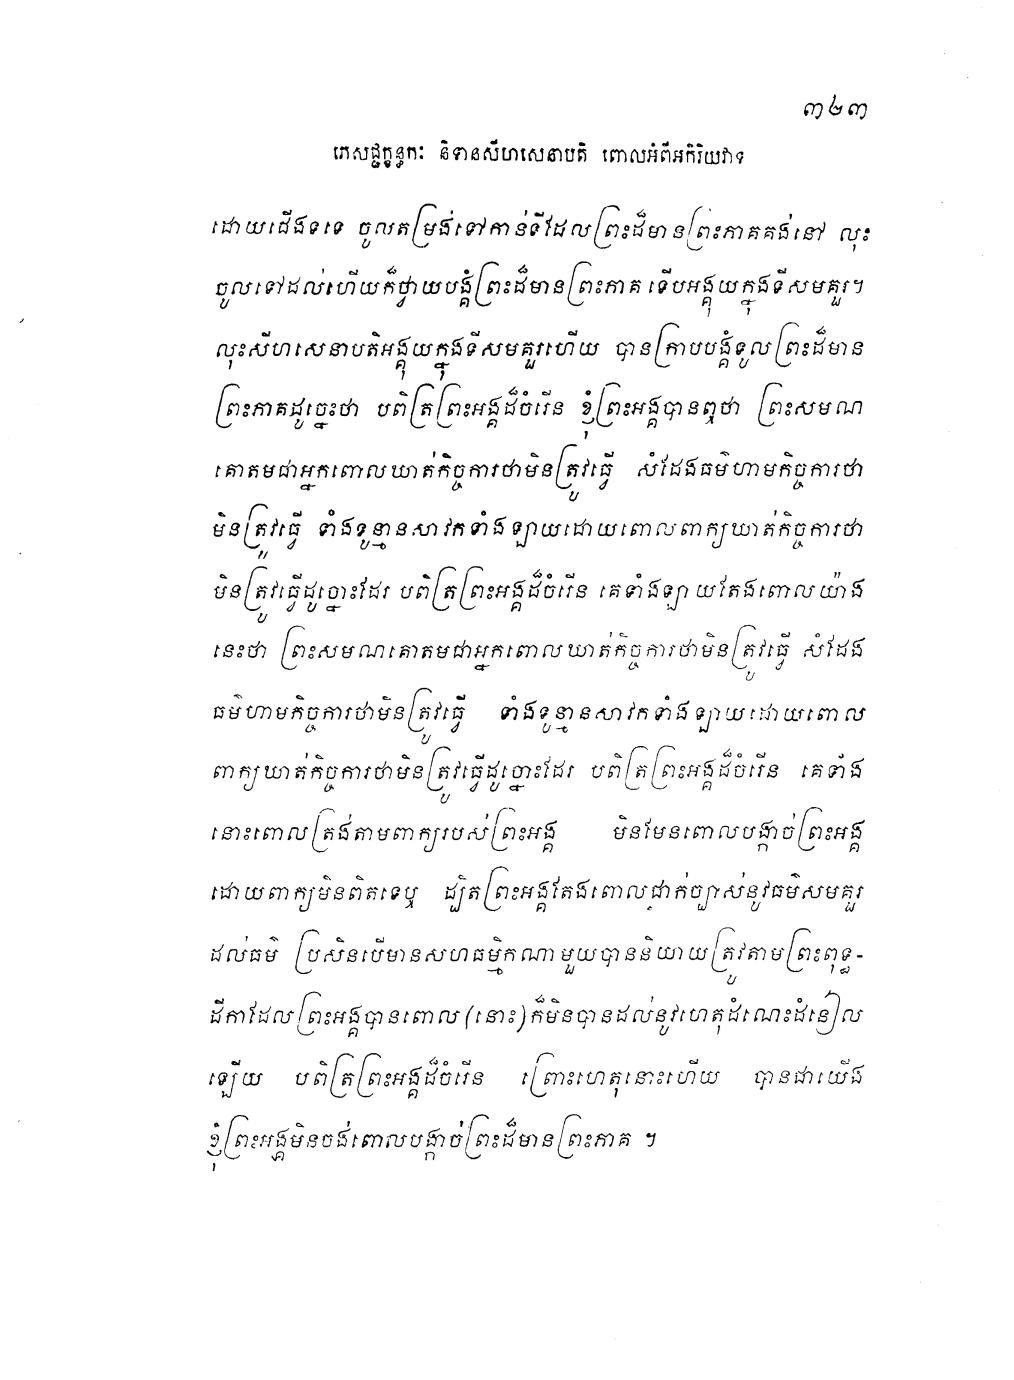 ៣២៣
ភេសជ្ជក្ខន្ធកៈ និទានសីហសេនាបតិ ពោលអំពីអកិរិយវាទ
ដោយជើងទទេ ចូលតម្រង់ទៅកាន់ទីដែលព្រះដ៏មានព្រះភាគគង់នៅ លុះ
ចូលទៅដល់ហើយក៏ថ្វាយបង្គំព្រះដ៏មានព្រះភាគ ទើបអង្គុយក្នុងទីសមគួរ។
លុះសីហសេនាបតិអង្គុយក្នុងទីសមគួរហើយ បានក្រាបបង្គំទូលព្រះដ៏មាន
ព្រះភាគដូច្នេះថា បពិត្រព្រះអង្គដ៏ចំរើន ខ្ញុំព្រះអង្គបានឮថា ព្រះសមណ
គោតមជាអ្នកពោលឃាត់កិច្ចការថាមិនត្រូវធ្វើ សំដែងធម៌ហាមកិច្ចការថា
មិនត្រូវធ្វើ ទាំងទូន្មានសាវកទាំងឡាយដោយពោលពាក្យឃាត់កិច្ចការថា
មិនត្រូវធ្វើដូច្នោះដែរ បពិត្រព្រះអង្គដ៏ចំរើន គេទាំងឡាយតែងពោលយ៉ាង
នេះថា ព្រះសមណគោតមជាអ្នកពោលឃាត់កិច្ចការថាមិនត្រូវធ្វើ សំដែង
ធម៌ហាមកិច្ចការថាមិនត្រូវធ្វើ ទាំងទូន្មានសាវកទាំងឡាយដោយពោល
ពាក្យឃាត់កិច្ចការថាមិនត្រូវធ្វើដូច្នោះដែរ បពិត្រព្រះអង្គដ៏ចំរើន គេទាំង
នោះពោលត្រង់តាមពាក្យរបស់ព្រះអង្គ មិនមែនពោលបង្កាច់ព្រះអង្គ
ដោយពាក្យមិនពិតទេឬ ដ្បិតព្រះអង្គតែងពោលជាក់ច្បាស់នូវធម៌សមគួរ
ដល់ធម៌ ប្រសិនបើមានសហធម្មិកណាមួយបាននិយាយត្រូវតាមព្រះពុទ្ធ-
ដីកាដែលព្រះអង្គបានពោល(នោះ)ក៏មិនបានដល់នូវហេតុដំណេះដំនៀល
ឡើយ បពិត្រព្រះអង្គដ៏ចំរើន ព្រោះហេតុនោះហើយ បានជាយើង
ខ្ញុំព្រះអង្គមិនចង់ពោលបង្កាច់ព្រះដ៏មានព្រះភាគ ។